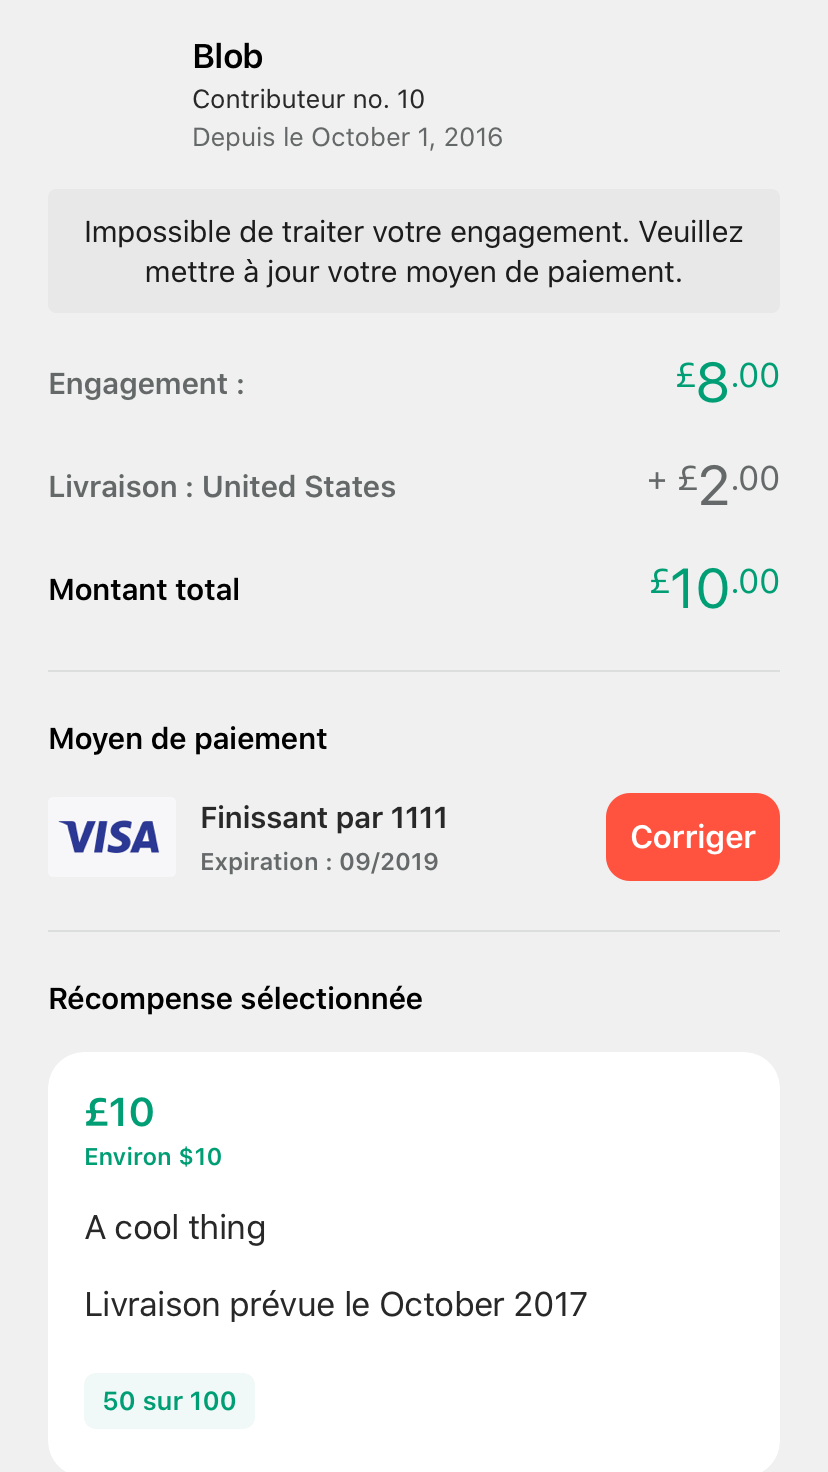 Blob
Contributeur no. 10
Depuis le October 1, 2016
Impossible de traiter votre engagement. Veuillez
mettre à jour votre moyen de paiement.
Engagement : £8.00
Livraison : United States + £2.00
Montant total £10.00
Moyen de paiement
VISA
Finissant par 1111
Expiration : 09/2019
Corriger
Récompense sélectionnée
£10
Environ $10
A cool thing
Livraison prévue le October 2017
50 sur 100